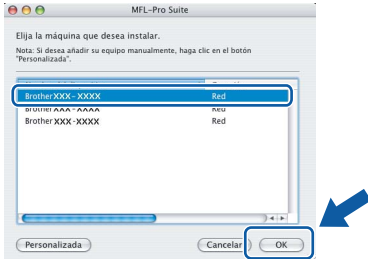 MFL-Pro Suite
Elija la máquina que desea instalar.
Nota: Si desea añadir su equipo manualmente, haga clic en el botón
"Personalizada".
Brother XXX - XXXX Red
Brother XXX - XXXX Red
Brother XXX - XXXX Red
Personalizada Cancelar OK